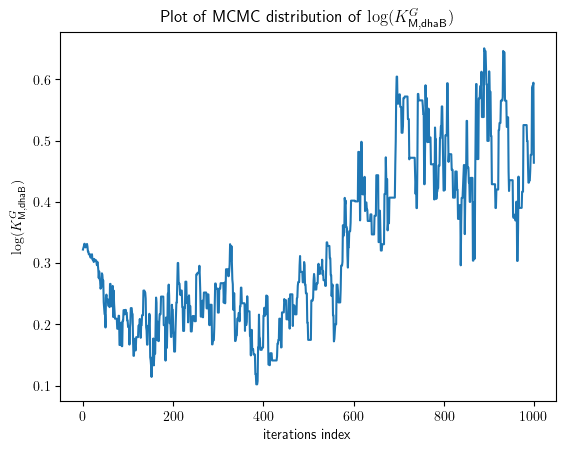 Plot of MCMC distribution of log(K^G_M,dhaB)
log(K^G_M,dhaB)
0.6
0.5
0.4
0.3
0.2
0.1
0 200 400 600 800 1000
iterations index